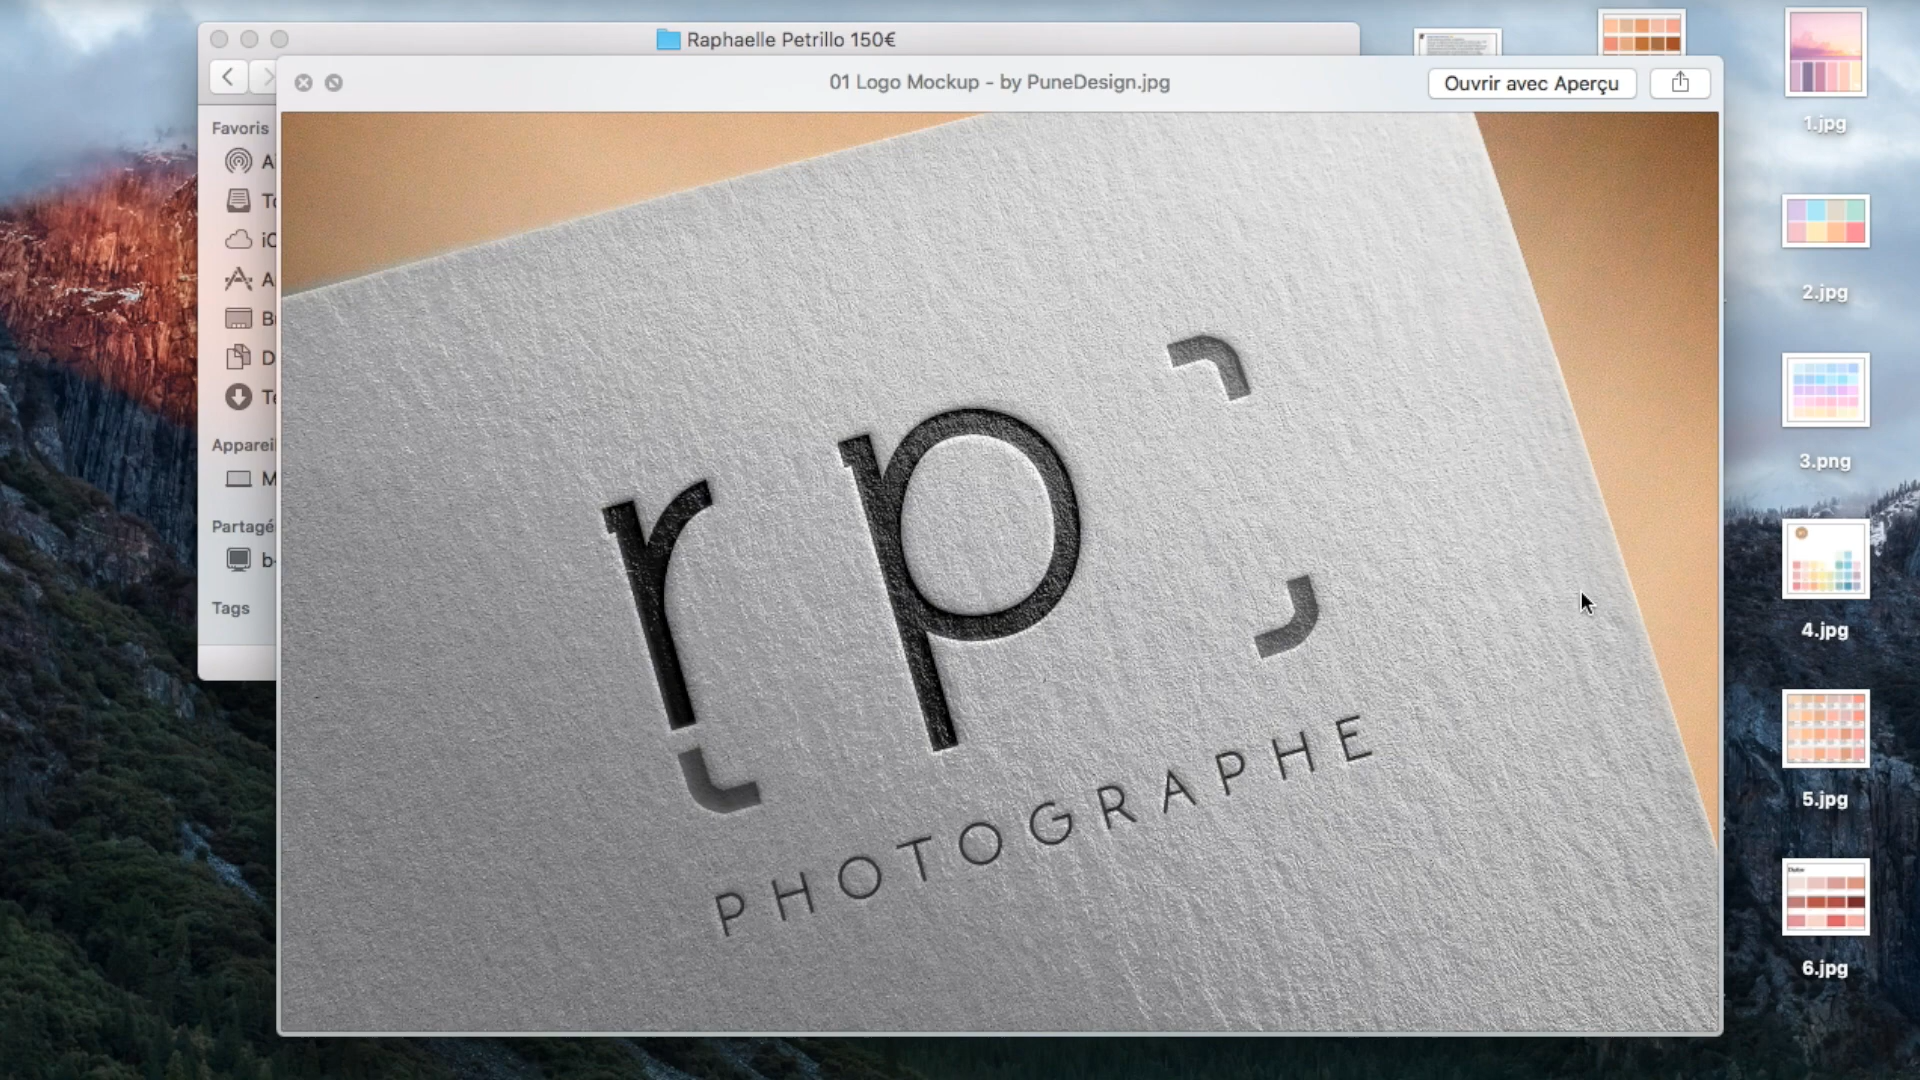 Raphaelle Petrillo 150€
01 Logo Mockup - by PuneDesign.jpg
Ouvrir avec Aperçu
Favoris
Appareil
Partagé
Tags
rp
PHOTOGRAPHE
1.jpg
2.jpg
3.png
4.jpg
5.jpg
6.jpg